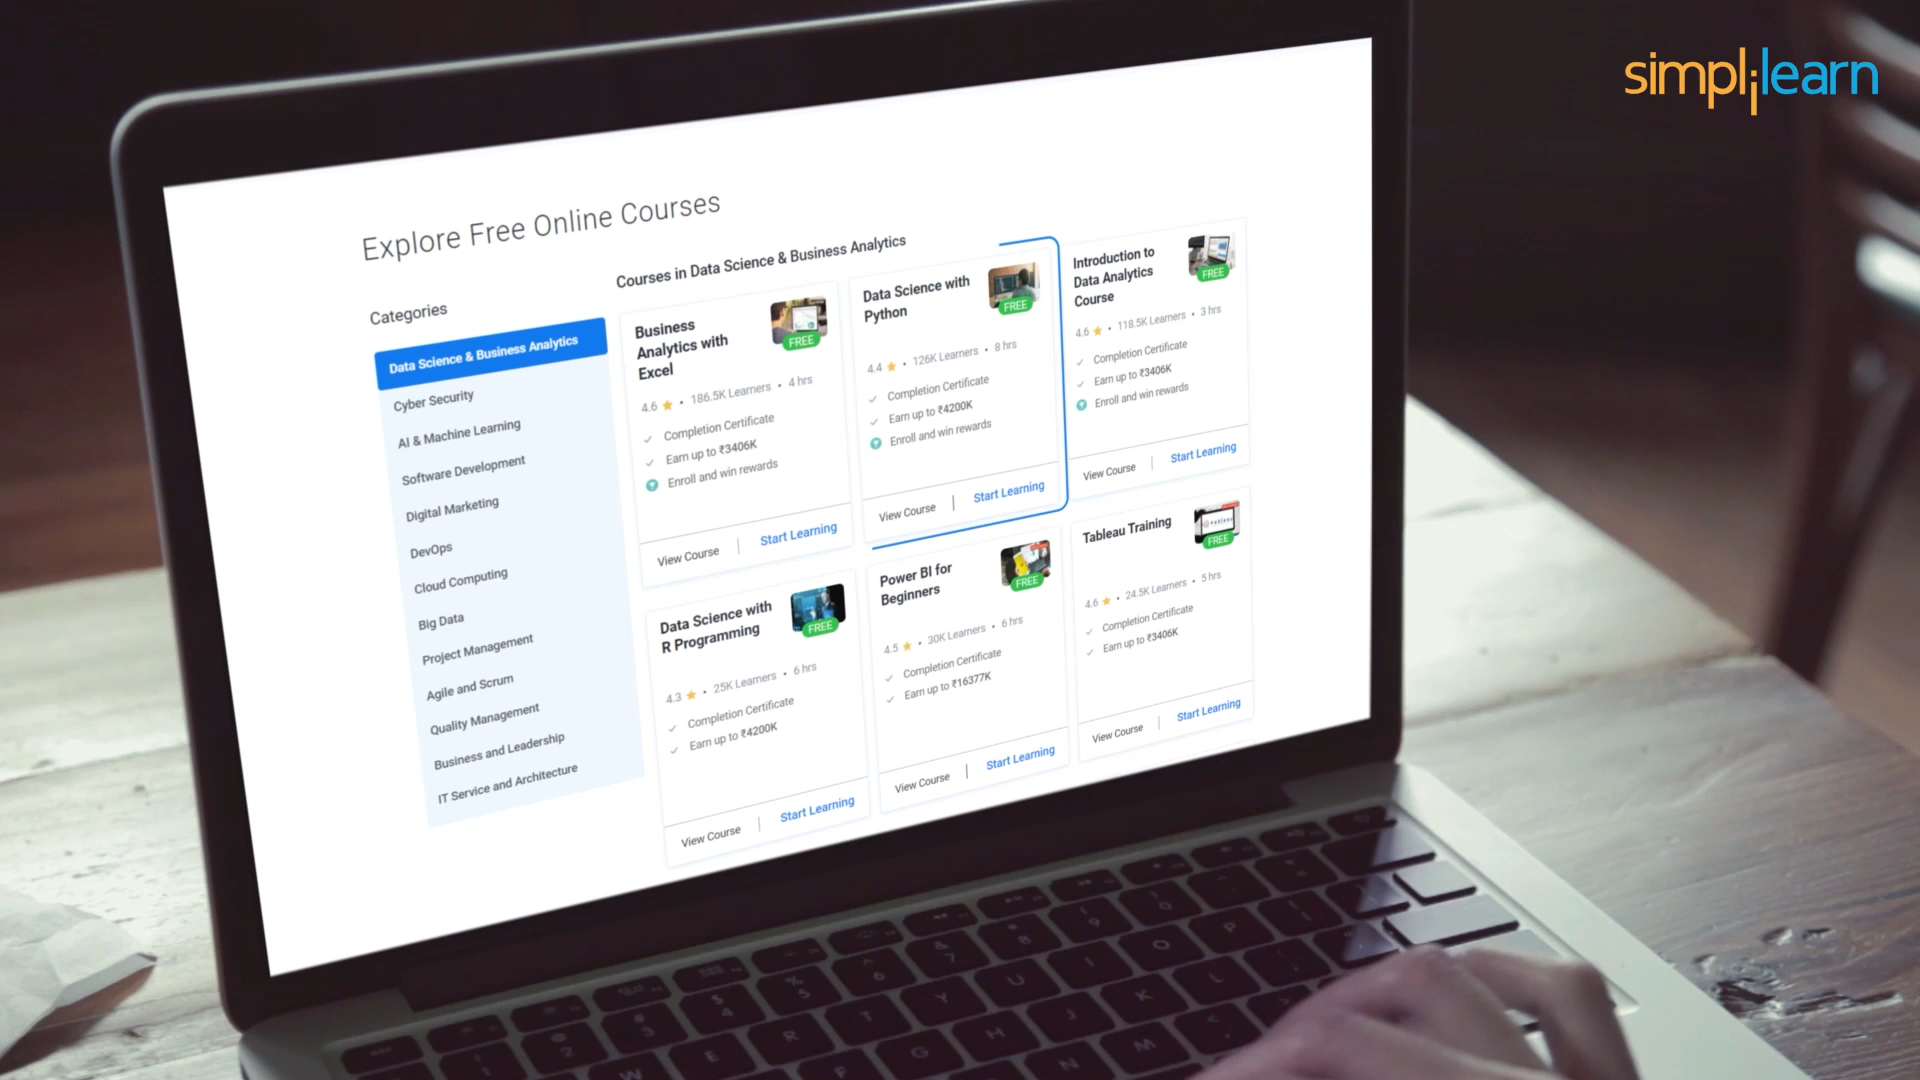 simplilearn
Explore Free Online Courses
Categories
Data Science & Business Analytics
Cyber Security
AI & Machine Learning
Software Development
Digital Marketing
DevOps
Cloud Computing
Big Data
Project Management
Agile and Scrum
Quality Management
Business and Leadership
IT Service and Architecture
Courses in Data Science & Business Analytics
Business
Analytics with
Excel
FREE
4.6 ★ • 186.5K Learners • 4 hrs
Completion Certificate
Earn up to ₹3406K
Enroll and win rewards
View Course | Start Learning
Data Science with
Python
FREE
4.4 ★ • 126K Learners • 8 hrs
Completion Certificate
Earn up to ₹4200K
Enroll and win rewards
View Course | Start Learning
Introduction to
Data Analytics
Course
FREE
4.6 ★ • 118.5K Learners • 3 hrs
Completion Certificate
Earn up to ₹3406K
Enroll and win rewards
View Course | Start Learning
Data Science with
R Programming
FREE
4.3 ★ • 25K Learners • 6 hrs
Completion Certificate
Earn up to ₹4200K
View Course | Start Learning
Power BI for
Beginners
FREE
4.5 ★ • 30K Learners • 6 hrs
Completion Certificate
Earn up to ₹16377K
View Course | Start Learning
Tableau Training
FREE
4.6 ★ • 24.5K Learners • 5 hrs
Completion Certificate
Earn up to ₹3406K
View Course | Start Learning